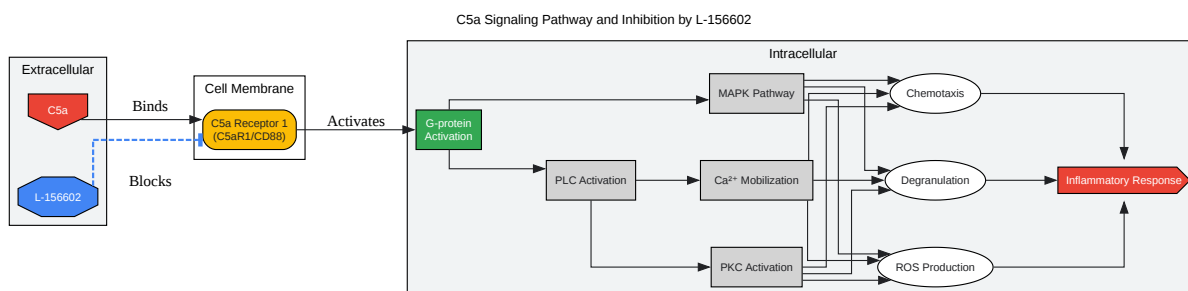 C5a Signaling Pathway and Inhibition by L-156602
Extracellular
C5a
L-156602
Binds
Blocks
Cell Membrane
C5a Receptor 1
(C5aR1/CD88)
Activates
Intracellular
G-protein
Activation
MAPK Pathway
PLC Activation
Ca²⁺ Mobilization
PKC Activation
Chemotaxis
Degranulation
ROS Production
Inflammatory Response